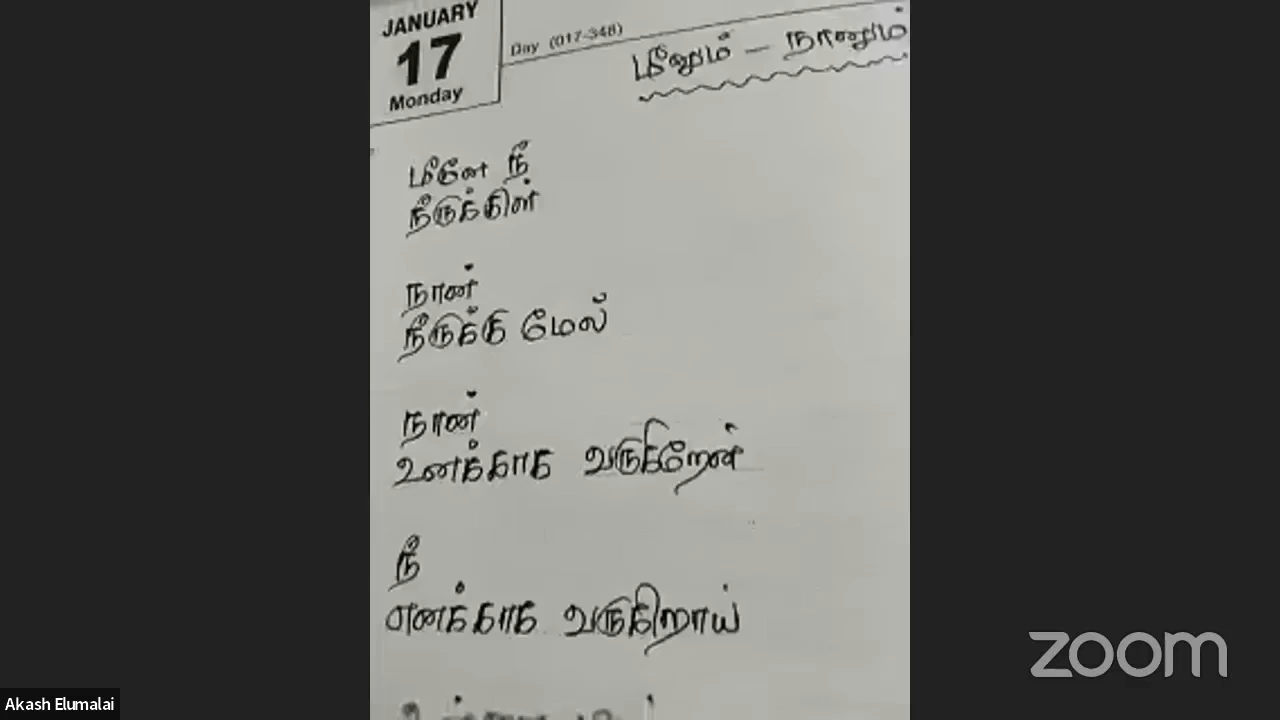 JANUARY
17
Monday
Day (017-348)
மீனும் – நானும்
மீனே நீ
நீருக்கின்
நான்
நீருக்கு மேல்
நான்
உனக்காக வருகிறேன்
நீ
எனக்காக வருகிறாய்
zoom
Akash Elumalai